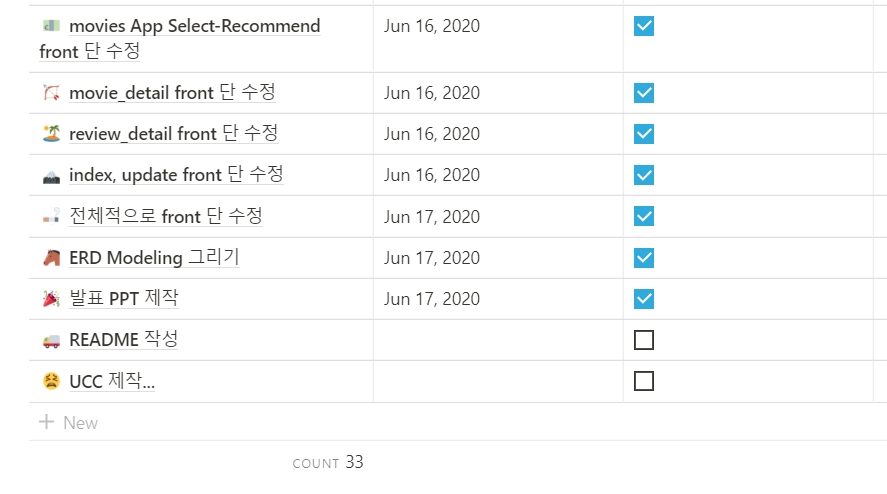 movies App Select-Recommend Jun 16, 2020
front 단 수정
movie_detail front 단 수정 Jun 16, 2020
review_detail front 단 수정 Jun 16, 2020
index, update front 단 수정 Jun 16, 2020
전체적으로 front 단 수정 Jun 17, 2020
ERD Modeling 그리기 Jun 17, 2020
발표 PPT 제작 Jun 17, 2020
README 작성
UCC 제작...
New
COUNT 33